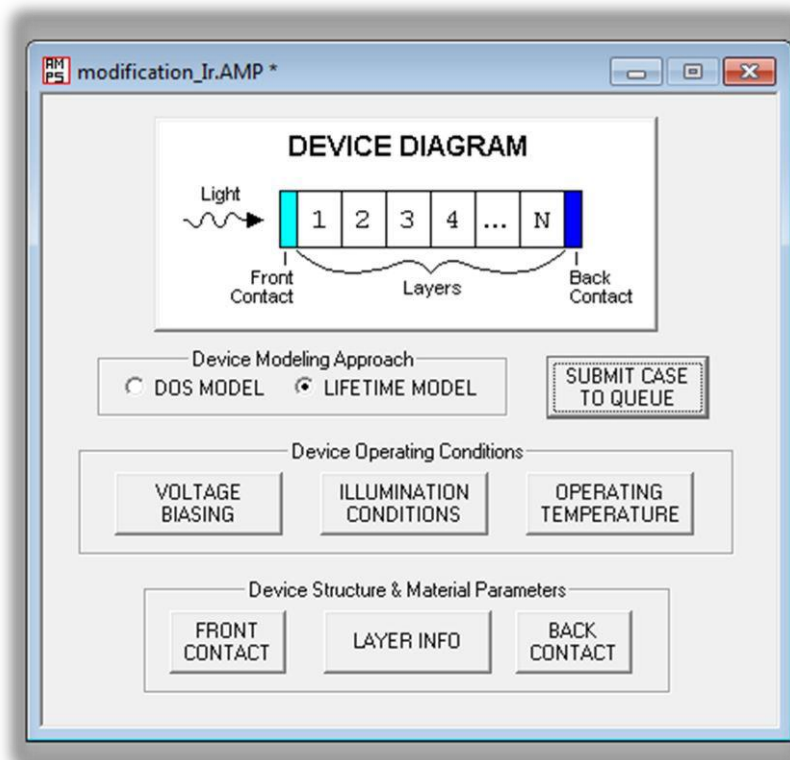 AM
PS
modification_Ir.AMP *
DEVICE DIAGRAM
Light
1 2 3 4 ... N
Front
Contact
Layers
Back
Contact
Device Modeling Approach
DOS MODEL
LIFETIME MODEL
SUBMIT CASE
TO QUEUE
Device Operating Conditions
VOLTAGE
BIASING
ILLUMINATION
CONDITIONS
OPERATING
TEMPERATURE
Device Structure & Material Parameters
FRONT
CONTACT
LAYER INFO
BACK
CONTACT